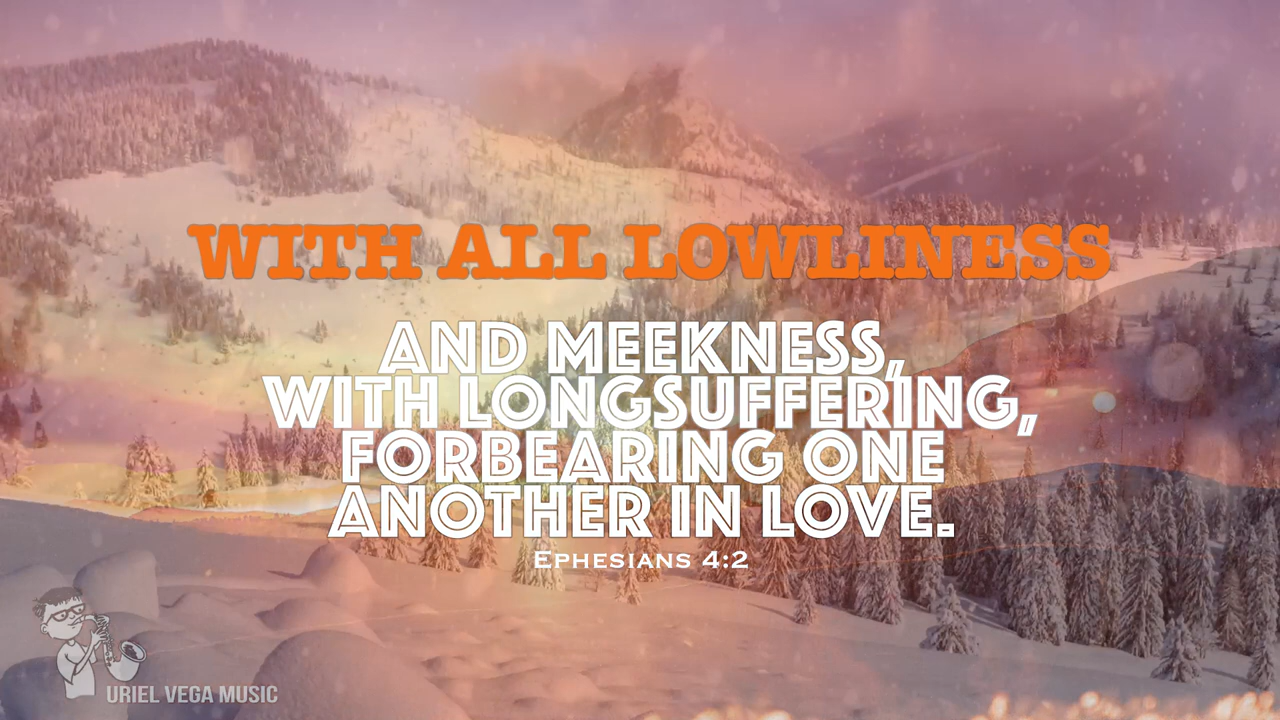 WITH ALL LOWLINESS
AND MEEKNESS,
WITH LONGSUFFERING,
FORBEARING ONE
ANOTHER IN LOVE.
EPHESIANS 4:2
URIEL VEGA MUSIC